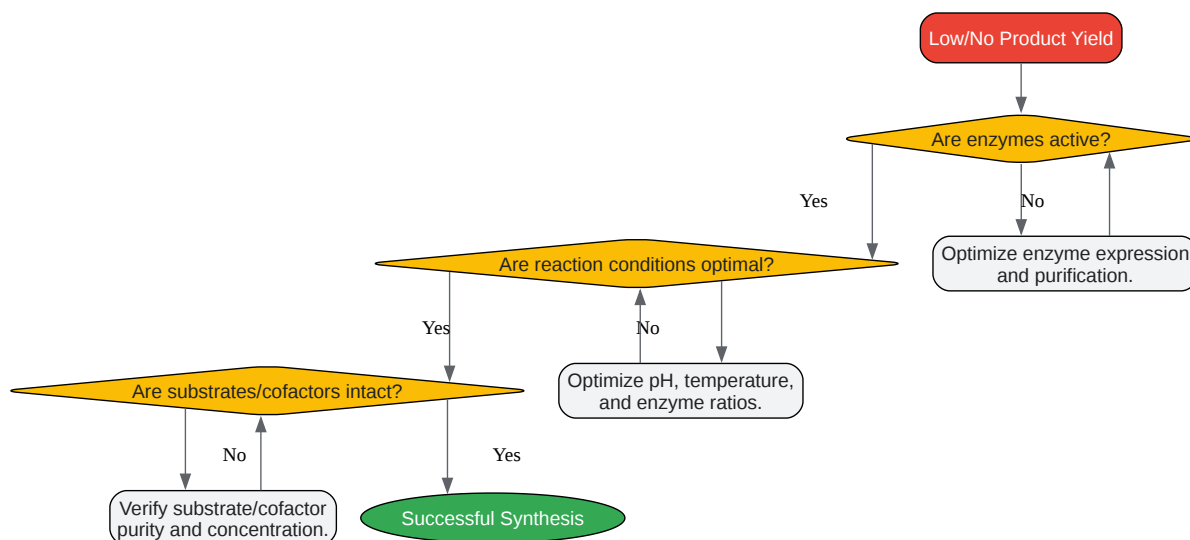 Low/No Product Yield
Are enzymes active?
Yes
No
Optimize enzyme expression
and purification.
Are reaction conditions optimal?
Yes
No
Optimize pH, temperature,
and enzyme ratios.
Are substrates/cofactors intact?
No
Yes
Verify substrate/cofactor
purity and concentration.
Successful Synthesis